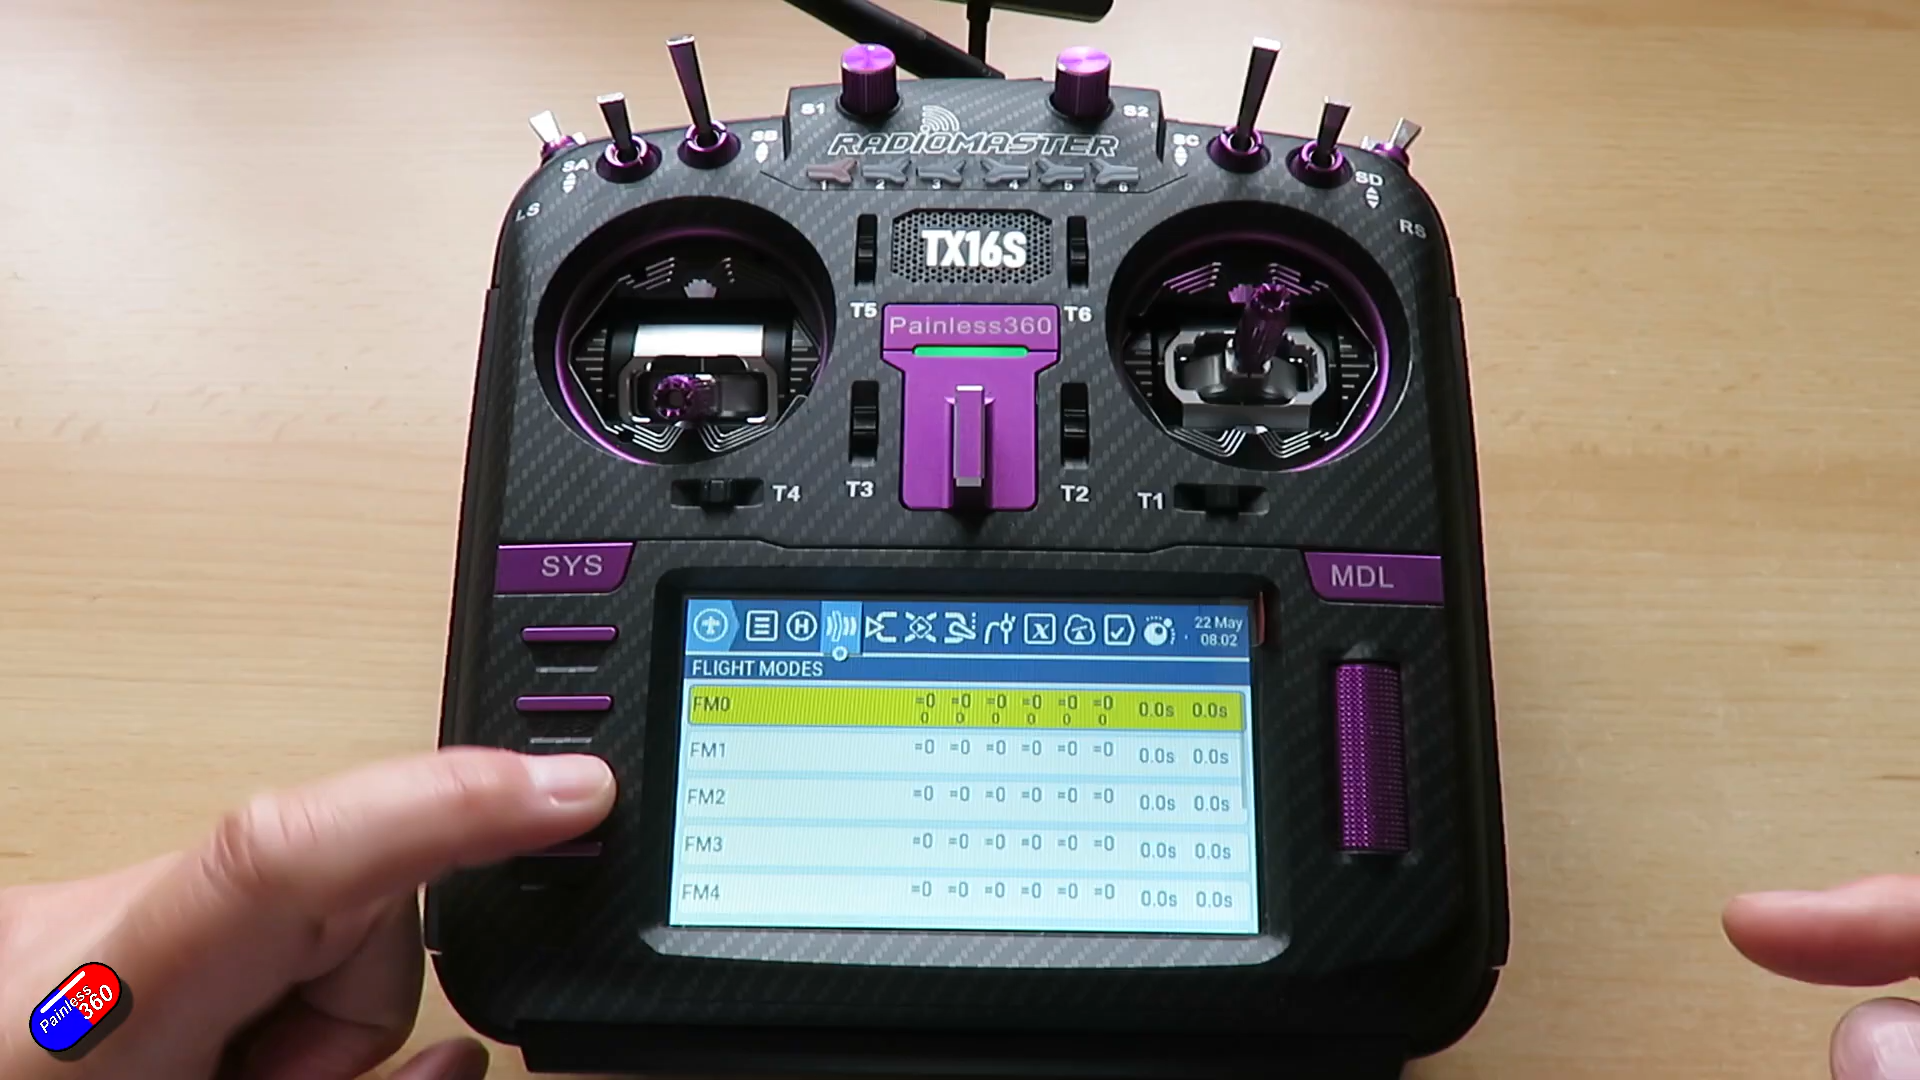 S1
S2
RADIOMASTER
SA
SB
SC
SD
1 2 3 4 5 6
LS
RS
TX16S
T5
T6
Painless360
T4
T3
T2
T1
SYS
MDL
H
X
22 May
08:02
FLIGHT MODES
FM0 =0 =0 =0 =0 =0 =0 0.0s 0.0s
0 0 0 0 0 0
FM1 =0 =0 =0 =0 =0 =0 0.0s 0.0s
FM2 =0 =0 =0 =0 =0 =0 0.0s 0.0s
FM3 =0 =0 =0 =0 =0 =0 0.0s 0.0s
FM4 =0 =0 =0 =0 =0 =0 0.0s 0.0s
Painless
360